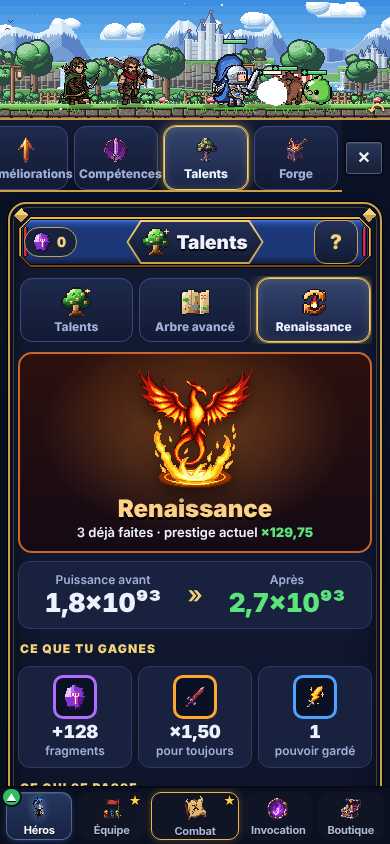 méliorations
Compétences
Talents
Forge
×
0
Talents
?
Talents
Arbre avancé
Renaissance
Renaissance
3 déjà faites · prestige actuel ×129,75
Puissance avant
Après
1,8×10⁹³
»
2,7×10⁹³
CE QUE TU GAGNES
+128
fragments
×1,50
pour toujours
1
pouvoir gardé
Héros
Équipe
Combat
Invocation
Boutique